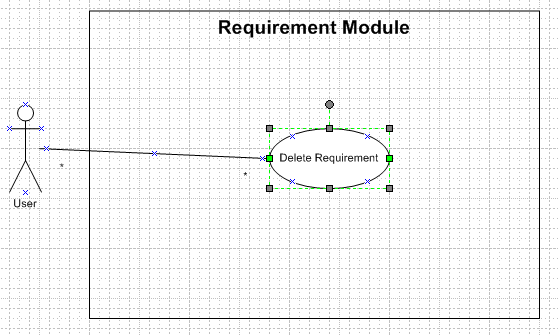 Requirement Module
Delete Requirement
*
*
User